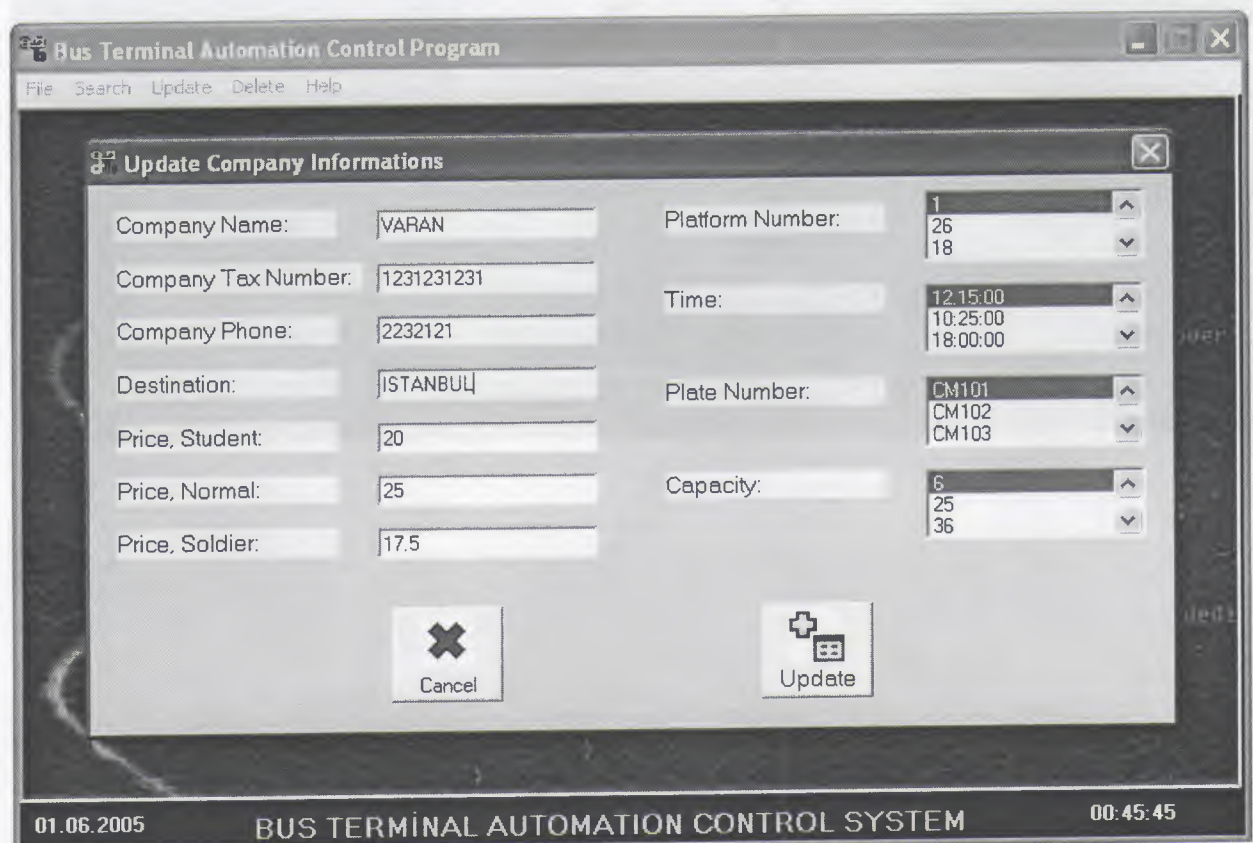 Bus Terminal Automation Control Program
File Search Update Delete Help
Update Company Informations
Company Name: VARAN
Company Tax Number: 1231231231
Company Phone: 2232121
Destination: ISTANBUL
Price, Student: 20
Price, Normal: 25
Price, Soldier: 17.5
Platform Number: 1
26
18
Time: 12:15:00
10:25:00
18:00:00
Plate Number: CM101
CM102
CM103
Capacity: 6
25
36
Cancel
Update
01.06.2005 BUS TERMİNAL AUTOMATION CONTROL SYSTEM 00:45:45